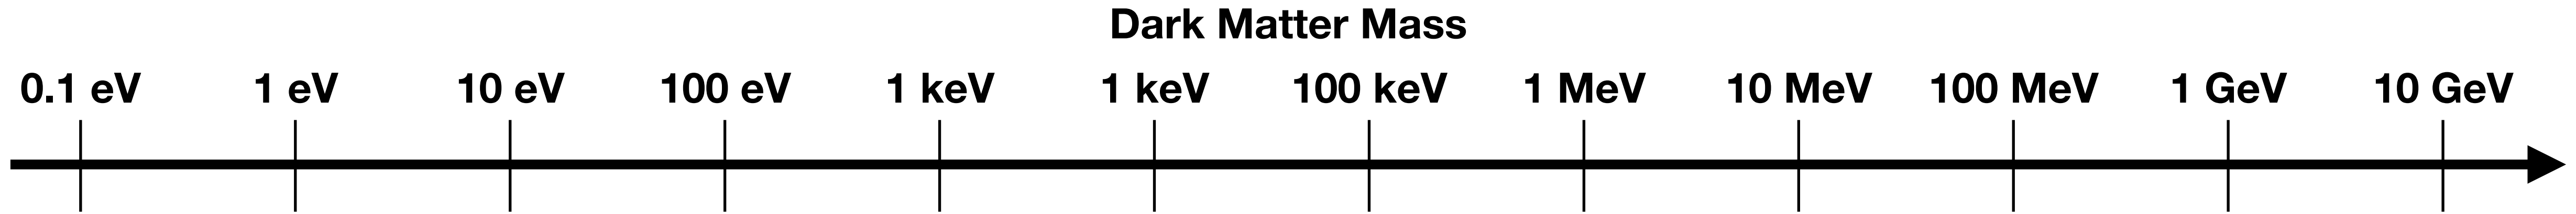 Dark Matter Mass
0.1 eV 1 eV 10 eV 100 eV 1 keV 1 keV 100 keV 1 MeV 10 MeV 100 MeV 1 GeV 10 GeV